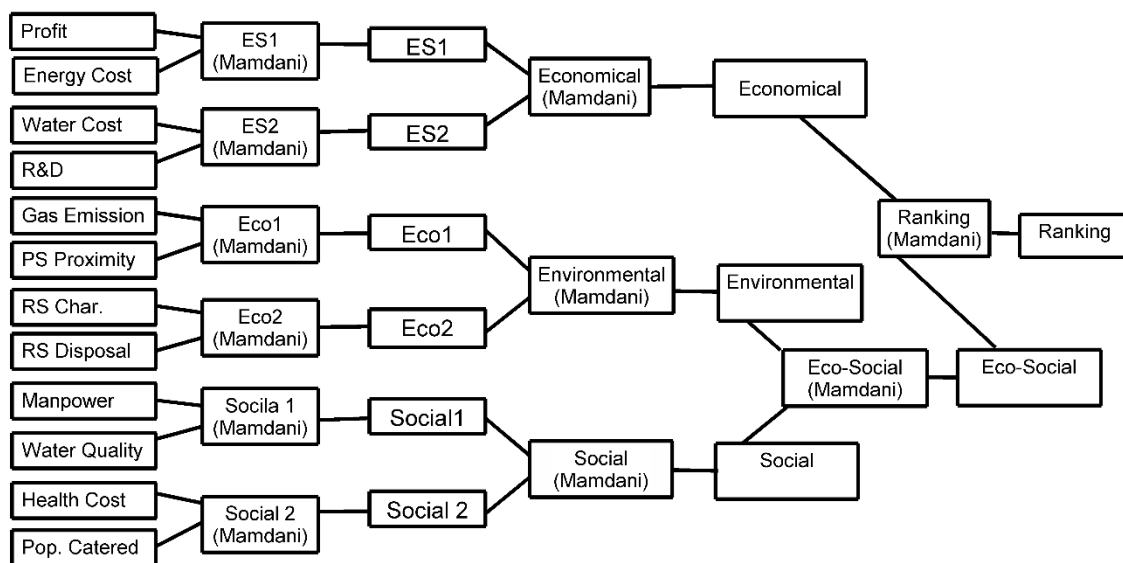 Profit
Energy Cost
Water Cost
R&D
Gas Emission
PS Proximity
RS Char.
RS Disposal
Manpower
Water Quality
Health Cost
Pop. Catered
ES1
(Mamdani)
ES2
(Mamdani)
Eco1
(Mamdani)
Eco2
(Mamdani)
Socila 1
(Mamdani)
Social 2
(Mamdani)
ES1
ES2
Eco1
Eco2
Social1
Social 2
Economical
(Mamdani)
Environmental
(Mamdani)
Social
(Mamdani)
Economical
Environmental
Social
Eco-Social
(Mamdani)
Ranking
(Mamdani)
Eco-Social
Ranking